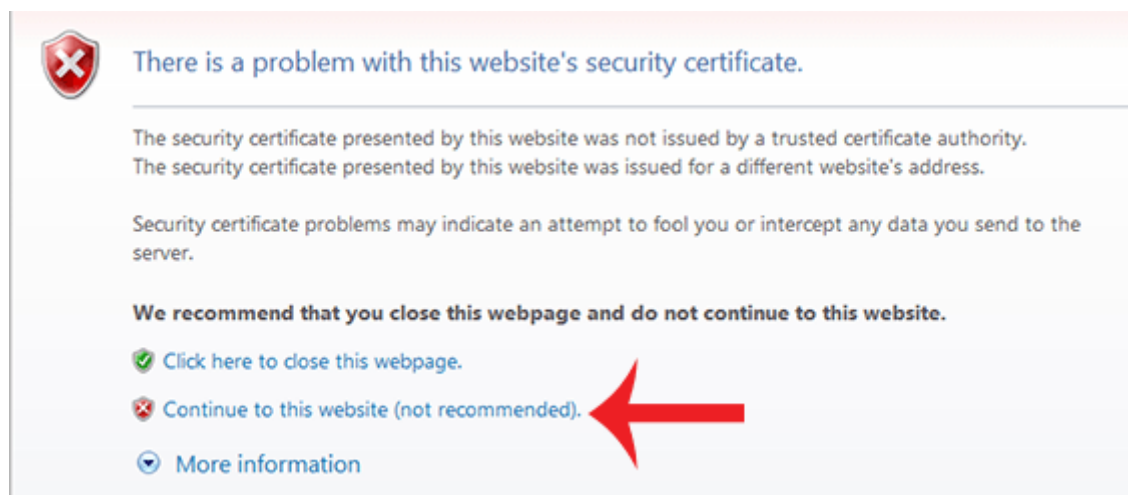 There is a problem with this website's security certificate.
The security certificate presented by this website was not issued by a trusted certificate authority.
The security certificate presented by this website was issued for a different website's address.
Security certificate problems may indicate an attempt to fool you or intercept any data you send to the
server.
We recommend that you close this webpage and do not continue to this website.
Click here to close this webpage.
Continue to this website (not recommended).
More information